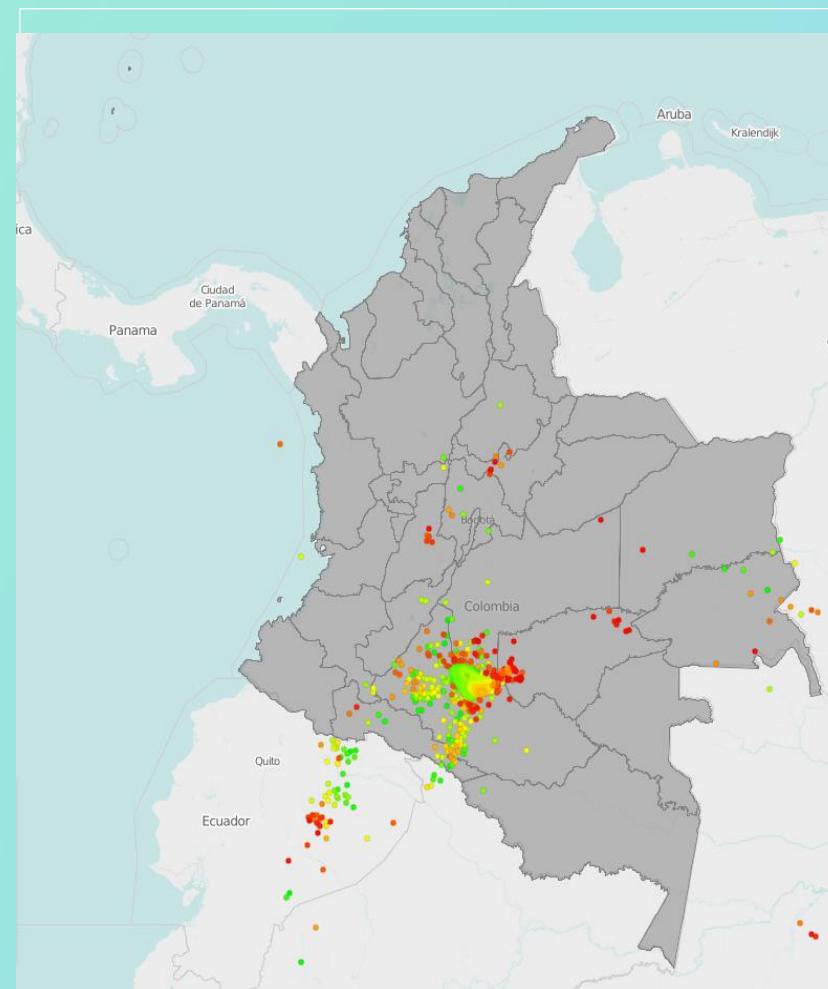 Aruba
Kralendijk
ica
Ciudad
de Panamá
Panama
Bogotá
Colombia
Quito
Ecuador